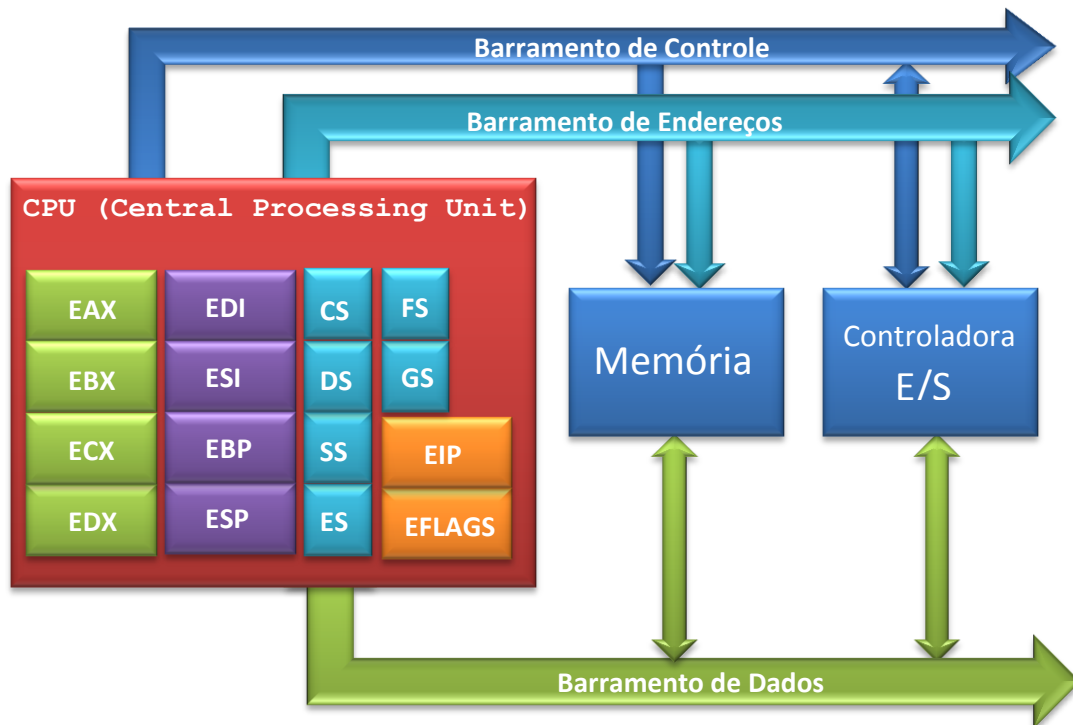 Barramento de Controle
Barramento de Endereços
CPU (Central Processing Unit)
EAX
EDI
CS
FS
EBX
ESI
DS
GS
ECX
EBP
SS
EIP
EDX
ESP
ES
EFLAGS
Memória
Controladora
E/S
Barramento de Dados